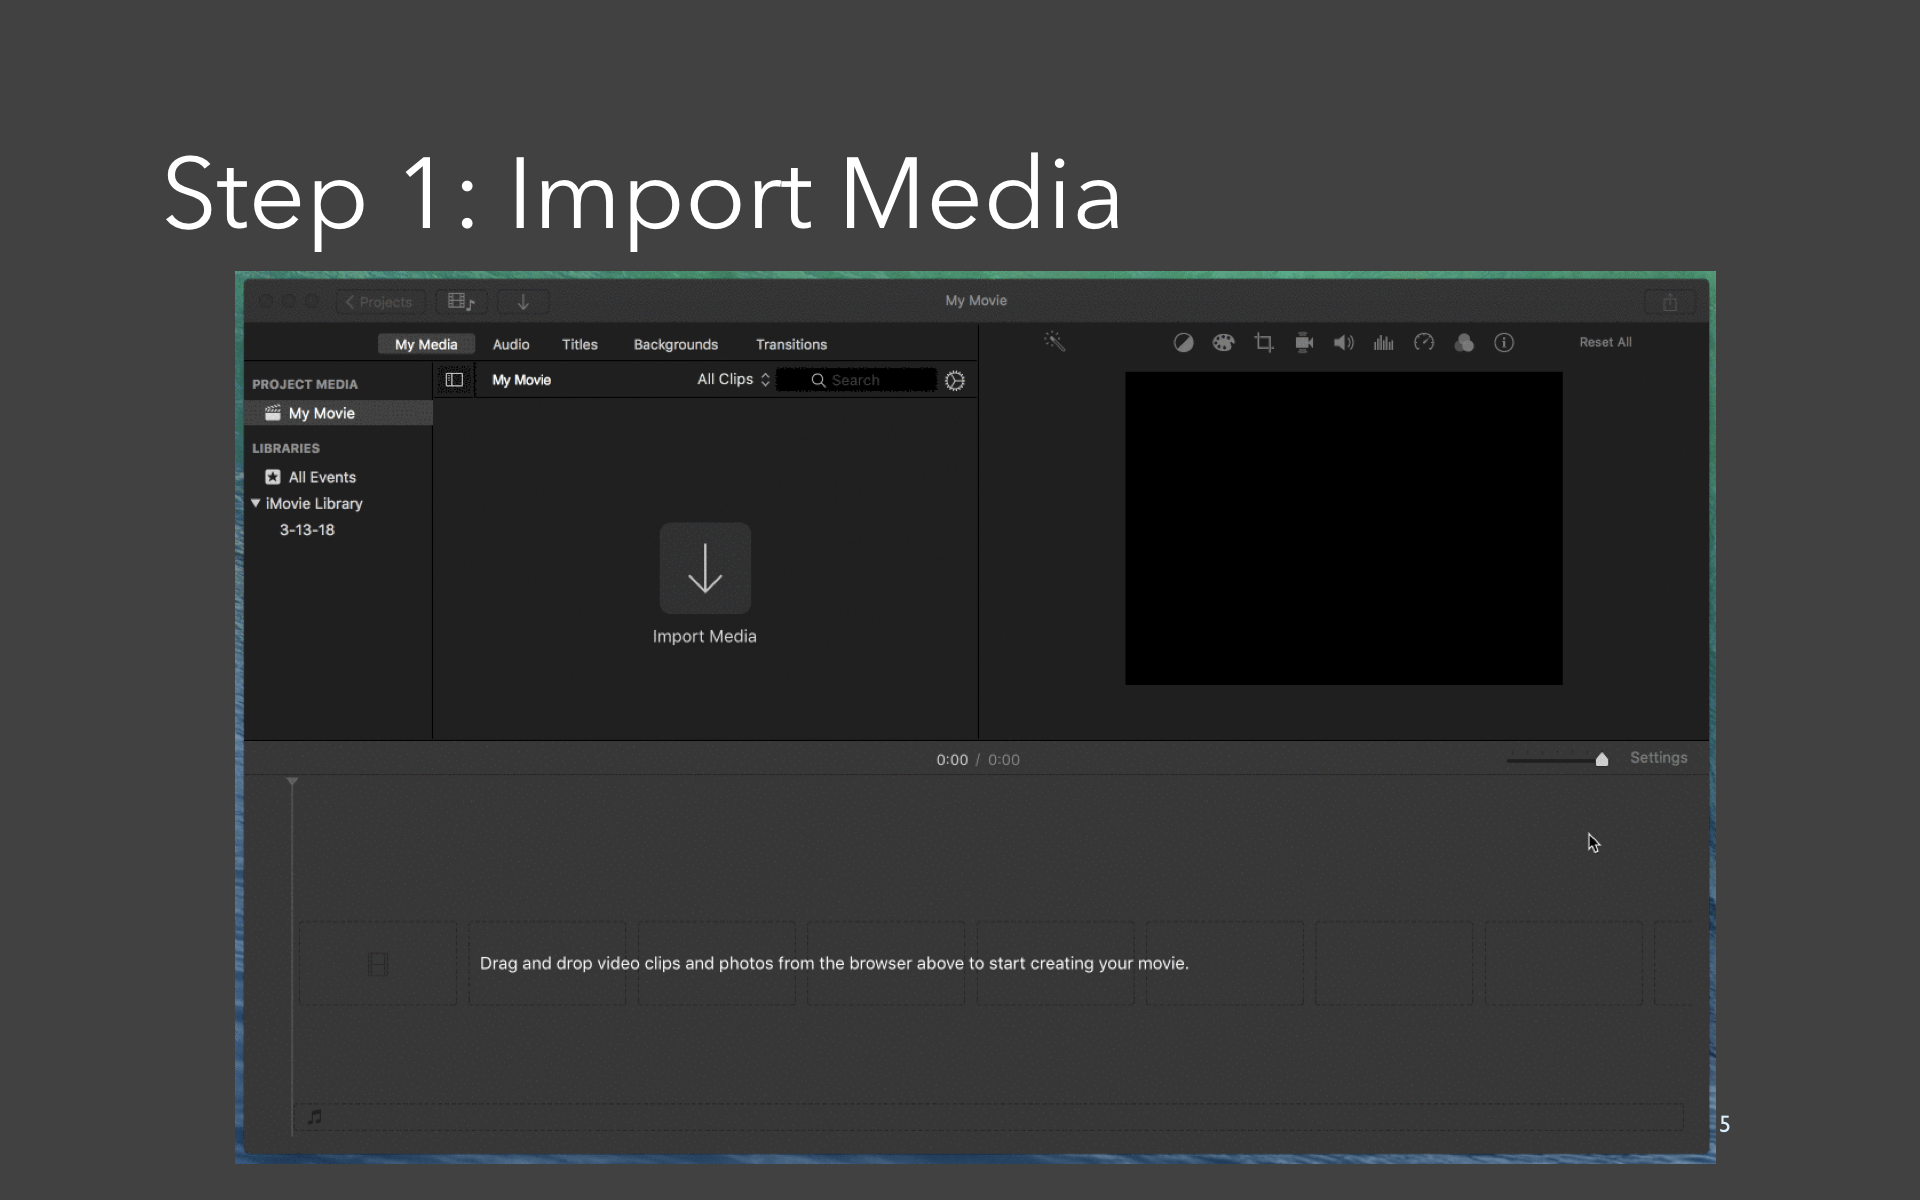 Step 1: Import Media
Projects
My Movie
My Media Audio Titles Backgrounds Transitions
Reset All
PROJECT MEDIA
My Movie
LIBRARIES
All Events
iMovie Library
3-13-18
My Movie All Clips Search
Import Media
0:00 / 0:00 Settings
Drag and drop video clips and photos from the browser above to start creating your movie.
5